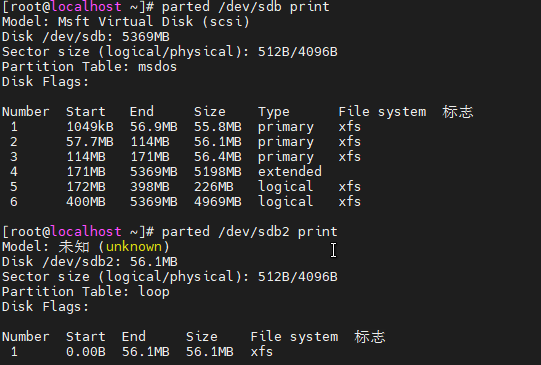 [root@localhost ~]# parted /dev/sdb print
Model: Msft Virtual Disk (scsi)
Disk /dev/sdb: 5369MB
Sector size (logical/physical): 512B/4096B
Partition Table: msdos
Disk Flags:
Number  Start   End     Size    Type      File system  标志
 1      1049kB  56.9MB  55.8MB  primary   xfs
 2      57.7MB  114MB   56.1MB  primary   xfs
 3      114MB   171MB   56.4MB  primary   xfs
 4      171MB   5369MB  5198MB  extended
 5      172MB   398MB   226MB   logical   xfs
 6      400MB   5369MB  4969MB  logical   xfs
[root@localhost ~]# parted /dev/sdb2 print
Model: 未知 (unknown)
Disk /dev/sdb2: 56.1MB
Sector size (logical/physical): 512B/4096B
Partition Table: loop
Disk Flags:
Number  Start  End     Size    File system  标志
 1      0.00B  56.1MB  56.1MB  xfs